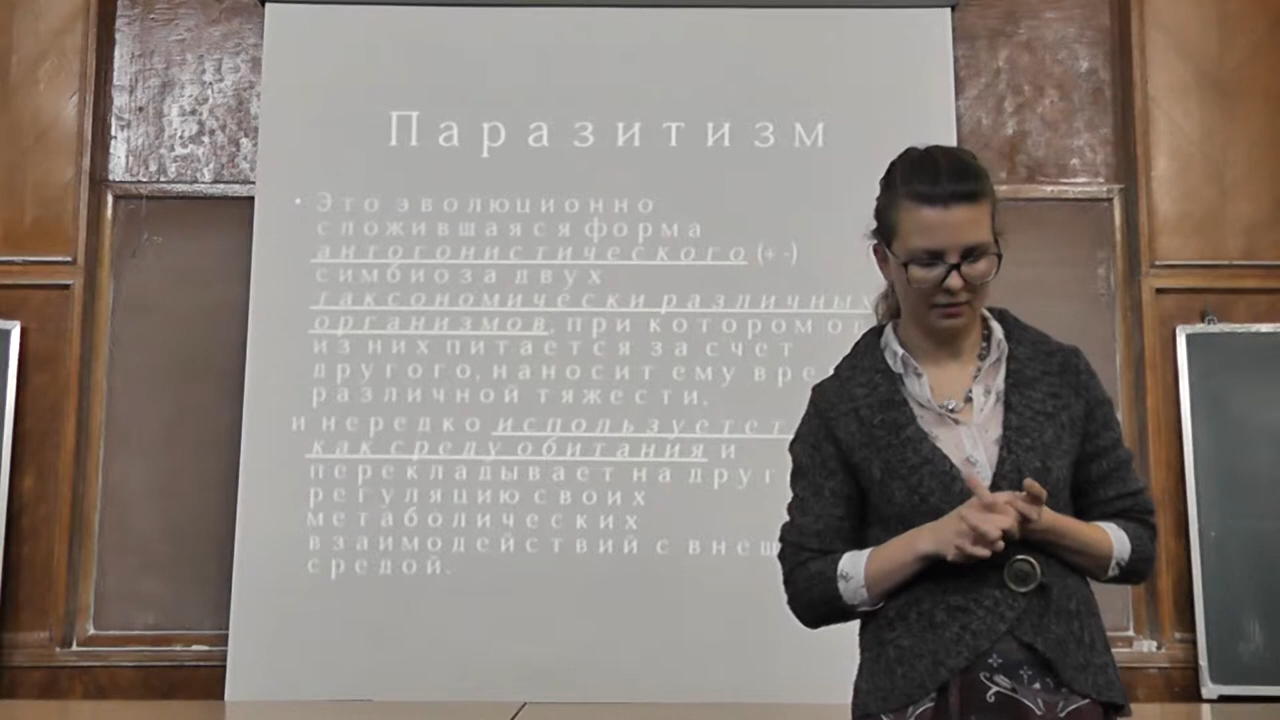 Паразитизм
• Это эволюционно
сложившаяся форма
антогонистического (+ -)
симбиоза двух
таксономически различных
организмов, при котором
из них питается за счет
другого, наносит ему
различной тяжести.
и нередко используетет
как среду обитания и
перекладывает на
регуляцию своих
метаболических
взаимодействий с
средой.